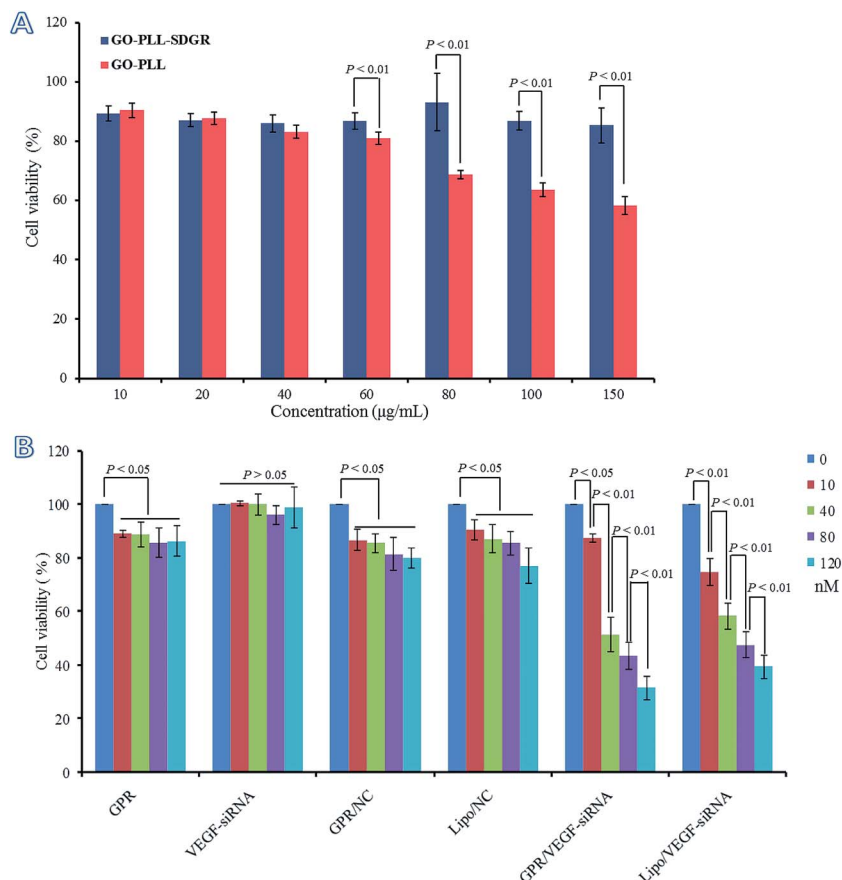 A
GO-PLL-SDGR
GO-PLL
Cell viability (%)
120
100
80
60
40
20
0
P < 0.01
P < 0.01
P < 0.01
P < 0.01
10
20
40
60
80
100
150
Concentration (μg/mL)
B
Cell viability ( %)
120
100
80
60
40
20
0
P < 0.05
P > 0.05
P < 0.05
P < 0.05
P < 0.05
P < 0.01
P < 0.01
P < 0.01
P < 0.01
P < 0.01
P < 0.01
P < 0.01
0
10
40
80
120
nM
GPR
VEGF-siRNA
GPR/NC
Lipo/NC
GPR/VEGF-siRNA
Lipo/VEGF-siRNA